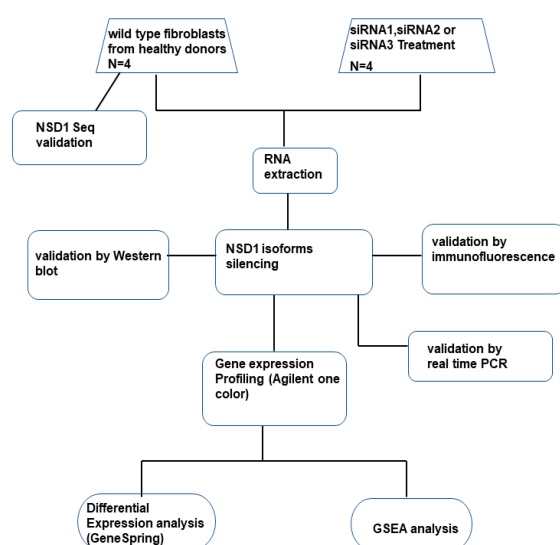 wild type fibroblasts
from healthy donors
N=4
siRNA1,siRNA2 or
siRNA3 Treatment
N=4
NSD1 Seq
validation
RNA
extraction
validation by Western
blot
NSD1 isoforms
silencing
validation by
immunofluorescence
validation by
real time PCR
Gene expression
Profiling (Agilent one
color)
Differential
Expression analysis
(GeneSpring)
GSEA analysis